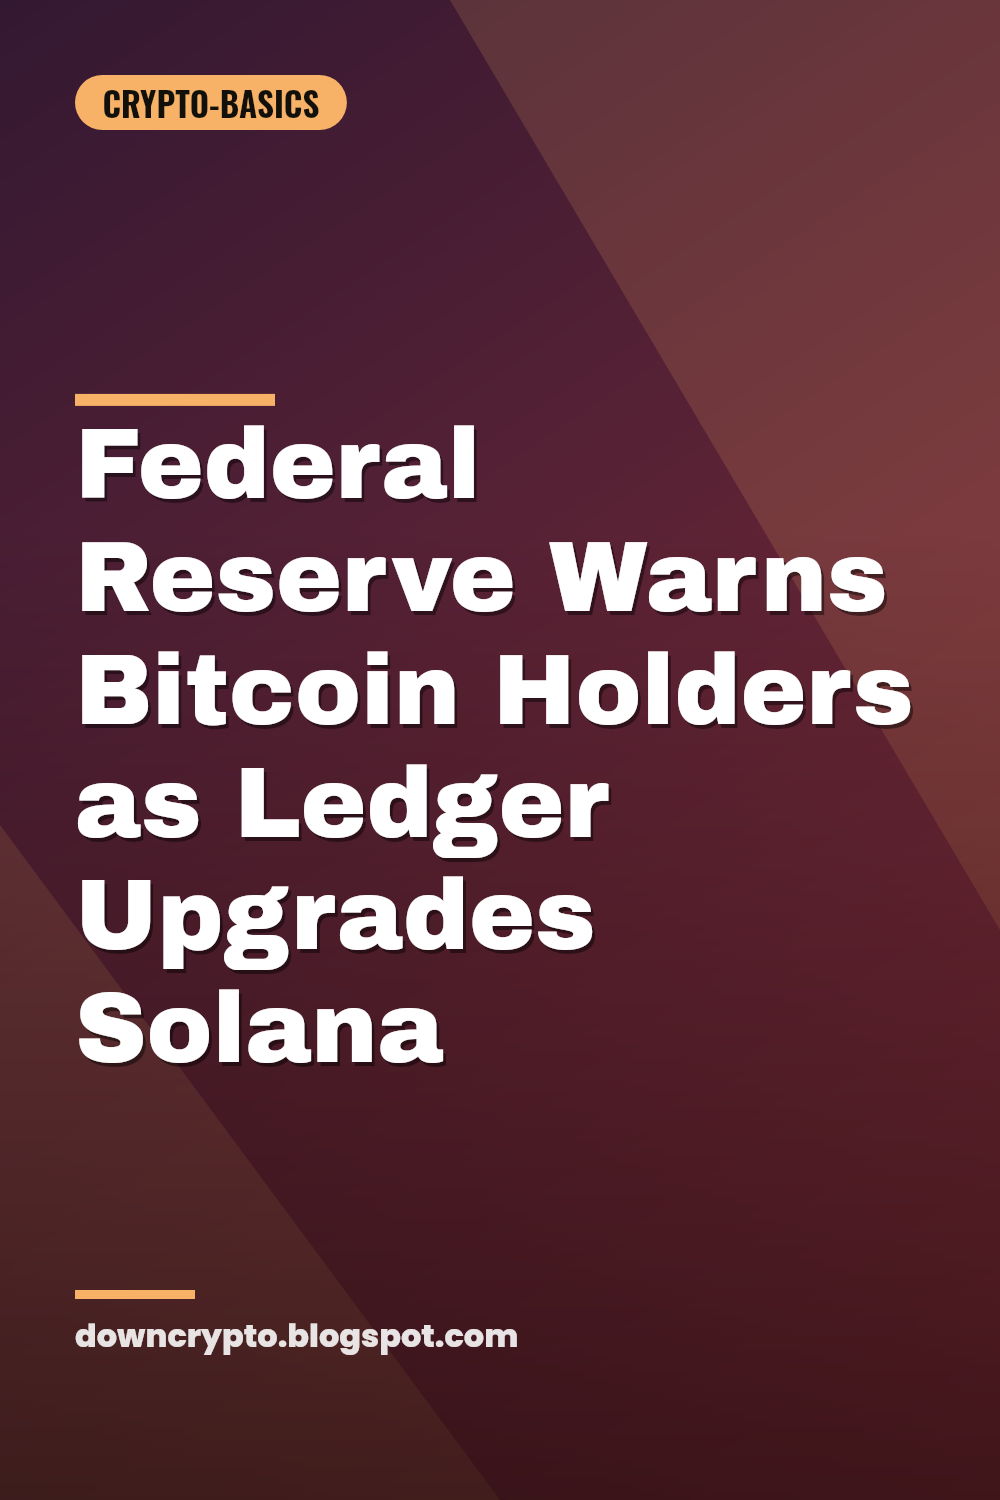 CRYPTO-BASICS
Federal
Reserve Warns
Bitcoin Holders
as Ledger
Upgrades
Solana
downcrypto.blogspot.com